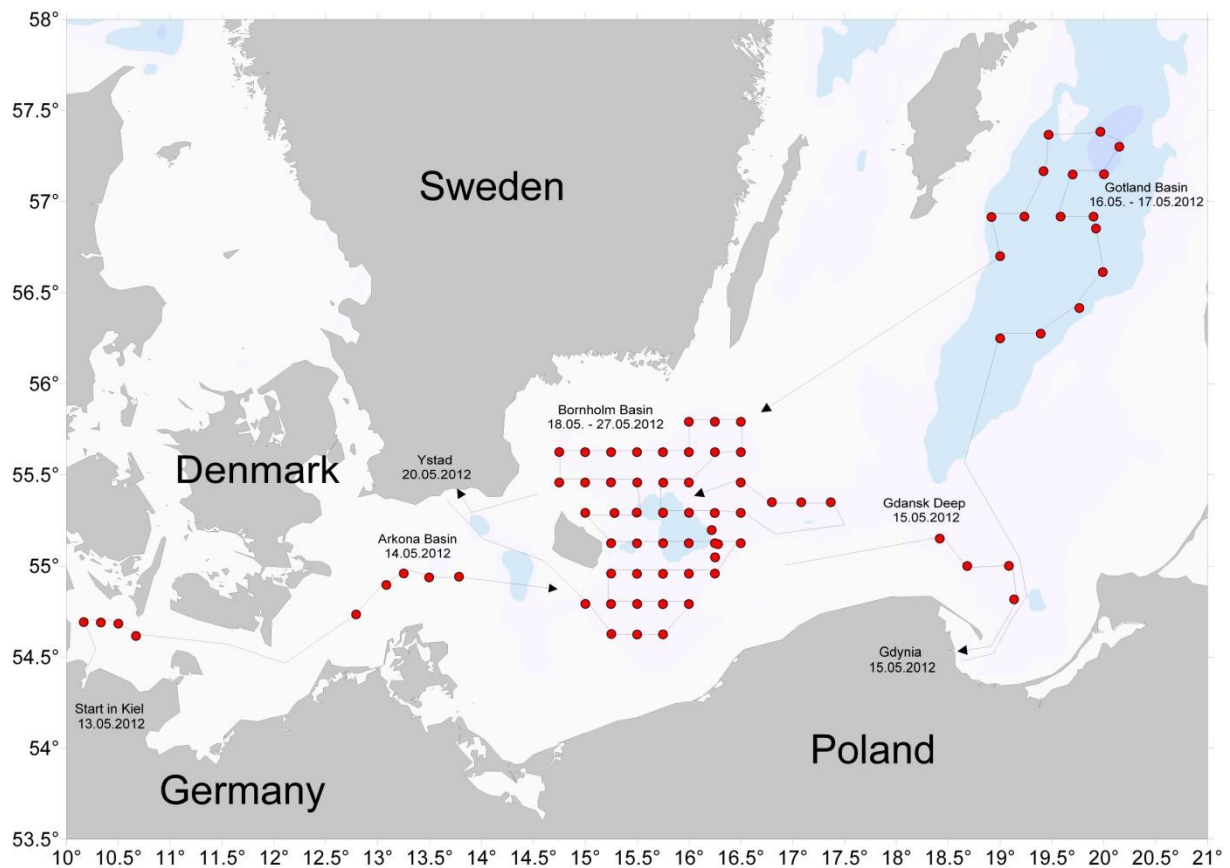 58°
57.5°
57°
56.5°
56°
55.5°
55°
54.5°
54°
53.5°
Sweden
Gotland Basin
16.05. - 17.05.2012
Bornholm Basin
18.05. - 27.05.2012
Denmark
Ystad
20.05.2012
Gdansk Deep
15.05.2012
Arkona Basin
14.05.2012
Gdynia
15.05.2012
Start in Kiel
13.05.2012
Poland
Germany
10 10.5° 11° 11.5° 12° 12.5° 13° 13.5° 14° 14.5° 15° 15.5° 16° 16.5° 17° 17.5° 18° 18.5° 19° 19.5° 20° 20.5° 21